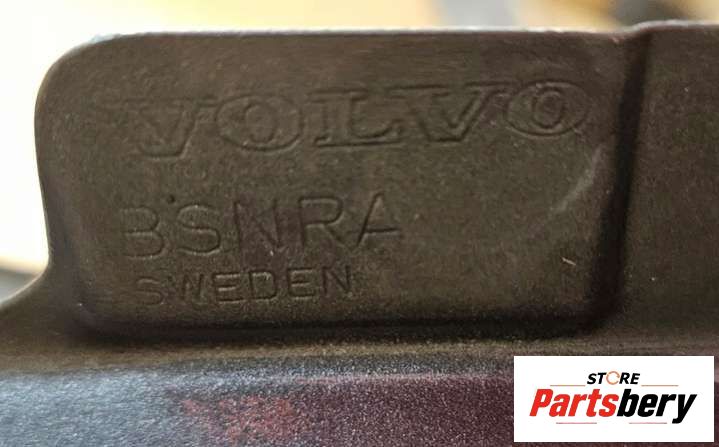 VOLVO
BSNRA
SWEDEN
STORE
Partsbery